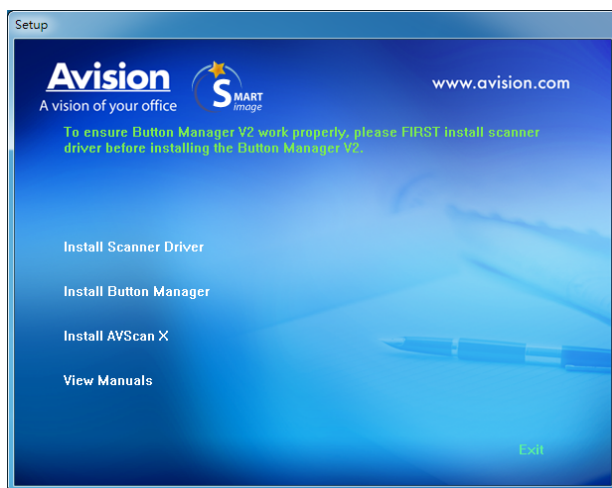 Setup
Avision
A vision of your office
SMART
image
www.avision.com
To ensure Button Manager V2 work properly, please FIRST install scanner
driver before installing the Button Manager V2.
Install Scanner Driver
Install Button Manager
Install AVScan X
View Manuals
Exit